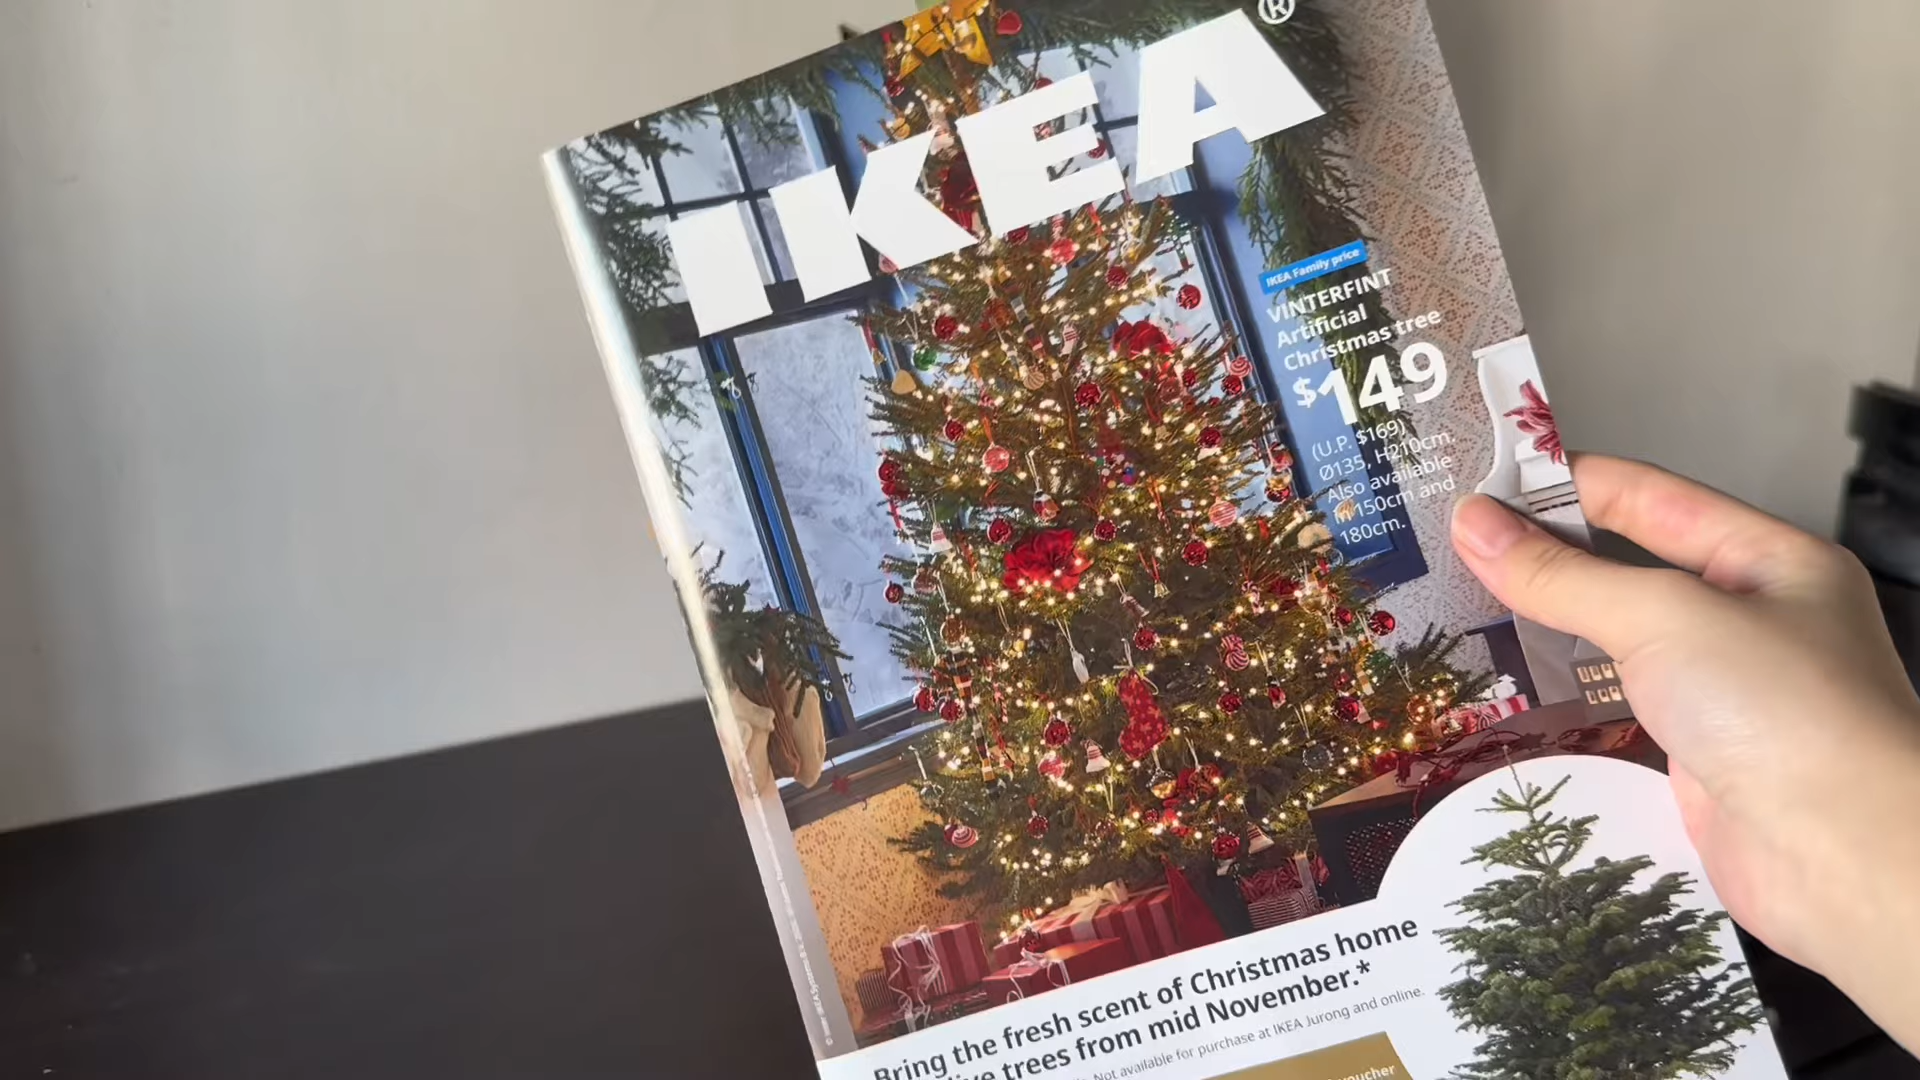 IKEA®
IKEA Family price
VINTERFINT
Artificial
Christmas tree
$149
(U.P. $169)
Ø135, H210cm.
Also available
in 150cm and
180cm.
Bring the fresh scent of Christmas home
live trees from mid November.*
Not available for purchase at IKEA Jurong and online.
voucher